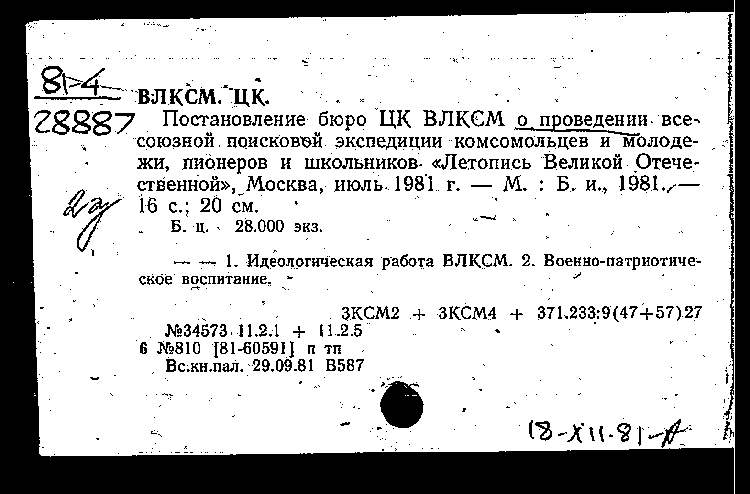 81-4
28887
ВЛКСМ. ЦК.
Постановление бюро ЦК ВЛКСМ о проведении все-
союзной поисковой экспедиции комсомольцев и молоде-
жи, пионеров и школьников «Летопись Великой Отече-
ственной», Москва, июль 1981 г. — М. : Б. и., 1981. —
16 с.; 20 см.
Б. ц. 28.000 экз.
— — 1. Идеологическая работа ВЛКСМ. 2. Военно-патриотиче-
ское воспитание.
3КСМ2 + 3КСМ4 + 371.233:9(47+57)27
№34573 11.2.1 + 11.2.5
6 №810 [81-60591] п тп
Вс.кн.пал. 29.09.81 В587
18-XII-81-А